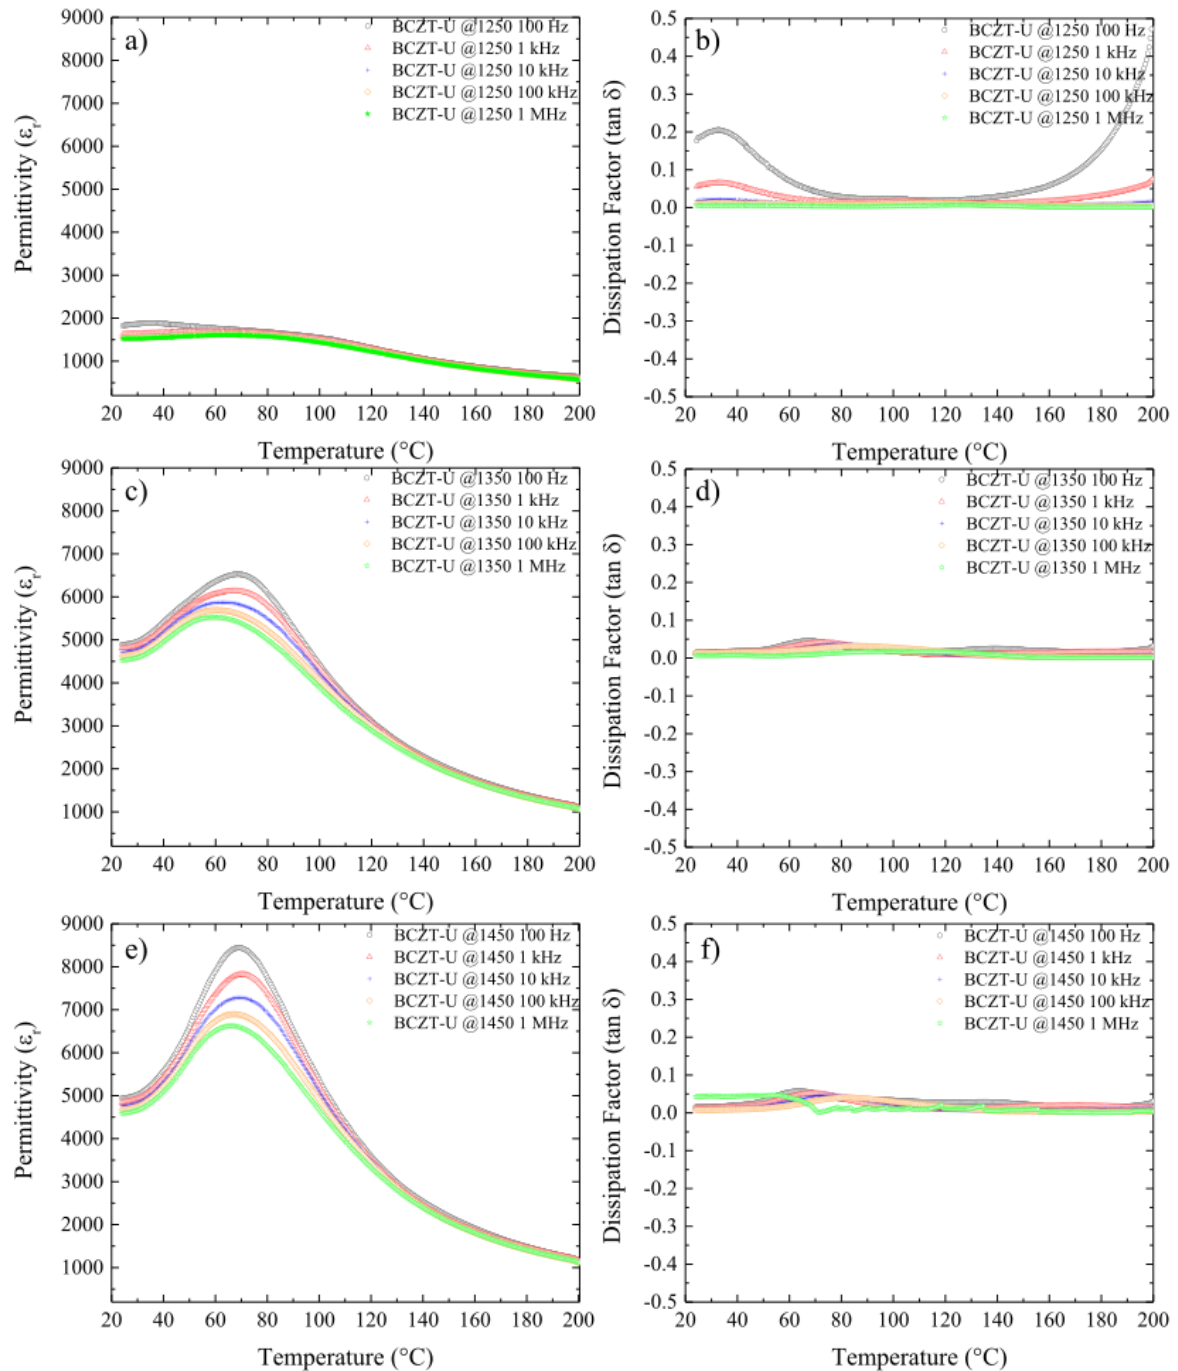 a)
BCZT-U @1250 100 Hz
BCZT-U @1250 1 kHz
BCZT-U @1250 10 kHz
BCZT-U @1250 100 kHz
BCZT-U @1250 1 MHz
9000
8000
7000
6000
5000
4000
3000
2000
1000
Permittivity (εr)
20 40 60 80 100 120 140 160 180 200
Temperature (°C)
b)
BCZT-U @1250 100 Hz
BCZT-U @1250 1 kHz
BCZT-U @1250 10 kHz
BCZT-U @1250 100 kHz
BCZT-U @1250 1 MHz
0.5
0.4
0.3
0.2
0.1
0.0
-0.1
-0.2
-0.3
-0.4
-0.5
Dissipation Factor (tan δ)
20 40 60 80 100 120 140 160 180 200
Temperature (°C)
c)
BCZT-U @1350 100 Hz
BCZT-U @1350 1 kHz
BCZT-U @1350 10 kHz
BCZT-U @1350 100 kHz
BCZT-U @1350 1 MHz
9000
8000
7000
6000
5000
4000
3000
2000
1000
Permittivity (εr)
20 40 60 80 100 120 140 160 180 200
Temperature (°C)
d)
BCZT-U @1350 100 Hz
BCZT-U @1350 1 kHz
BCZT-U @1350 10 kHz
BCZT-U @1350 100 kHz
BCZT-U @1350 1 MHz
0.5
0.4
0.3
0.2
0.1
0.0
-0.1
-0.2
-0.3
-0.4
-0.5
Dissipation Factor (tan δ)
20 40 60 80 100 120 140 160 180 200
Temperature (°C)
e)
BCZT-U @1450 100 Hz
BCZT-U @1450 1 kHz
BCZT-U @1450 10 kHz
BCZT-U @1450 100 kHz
BCZT-U @1450 1 MHz
9000
8000
7000
6000
5000
4000
3000
2000
1000
Permittivity (εr)
20 40 60 80 100 120 140 160 180 200
Temperature (°C)
f)
BCZT-U @1450 100 Hz
BCZT-U @1450 1 kHz
BCZT-U @1450 10 kHz
BCZT-U @1450 100 kHz
BCZT-U @1450 1 MHz
0.5
0.4
0.3
0.2
0.1
0.0
-0.1
-0.2
-0.3
-0.4
-0.5
Dissipation Factor (tan δ)
20 40 60 80 100 120 140 160 180 200
Temperature (°C)